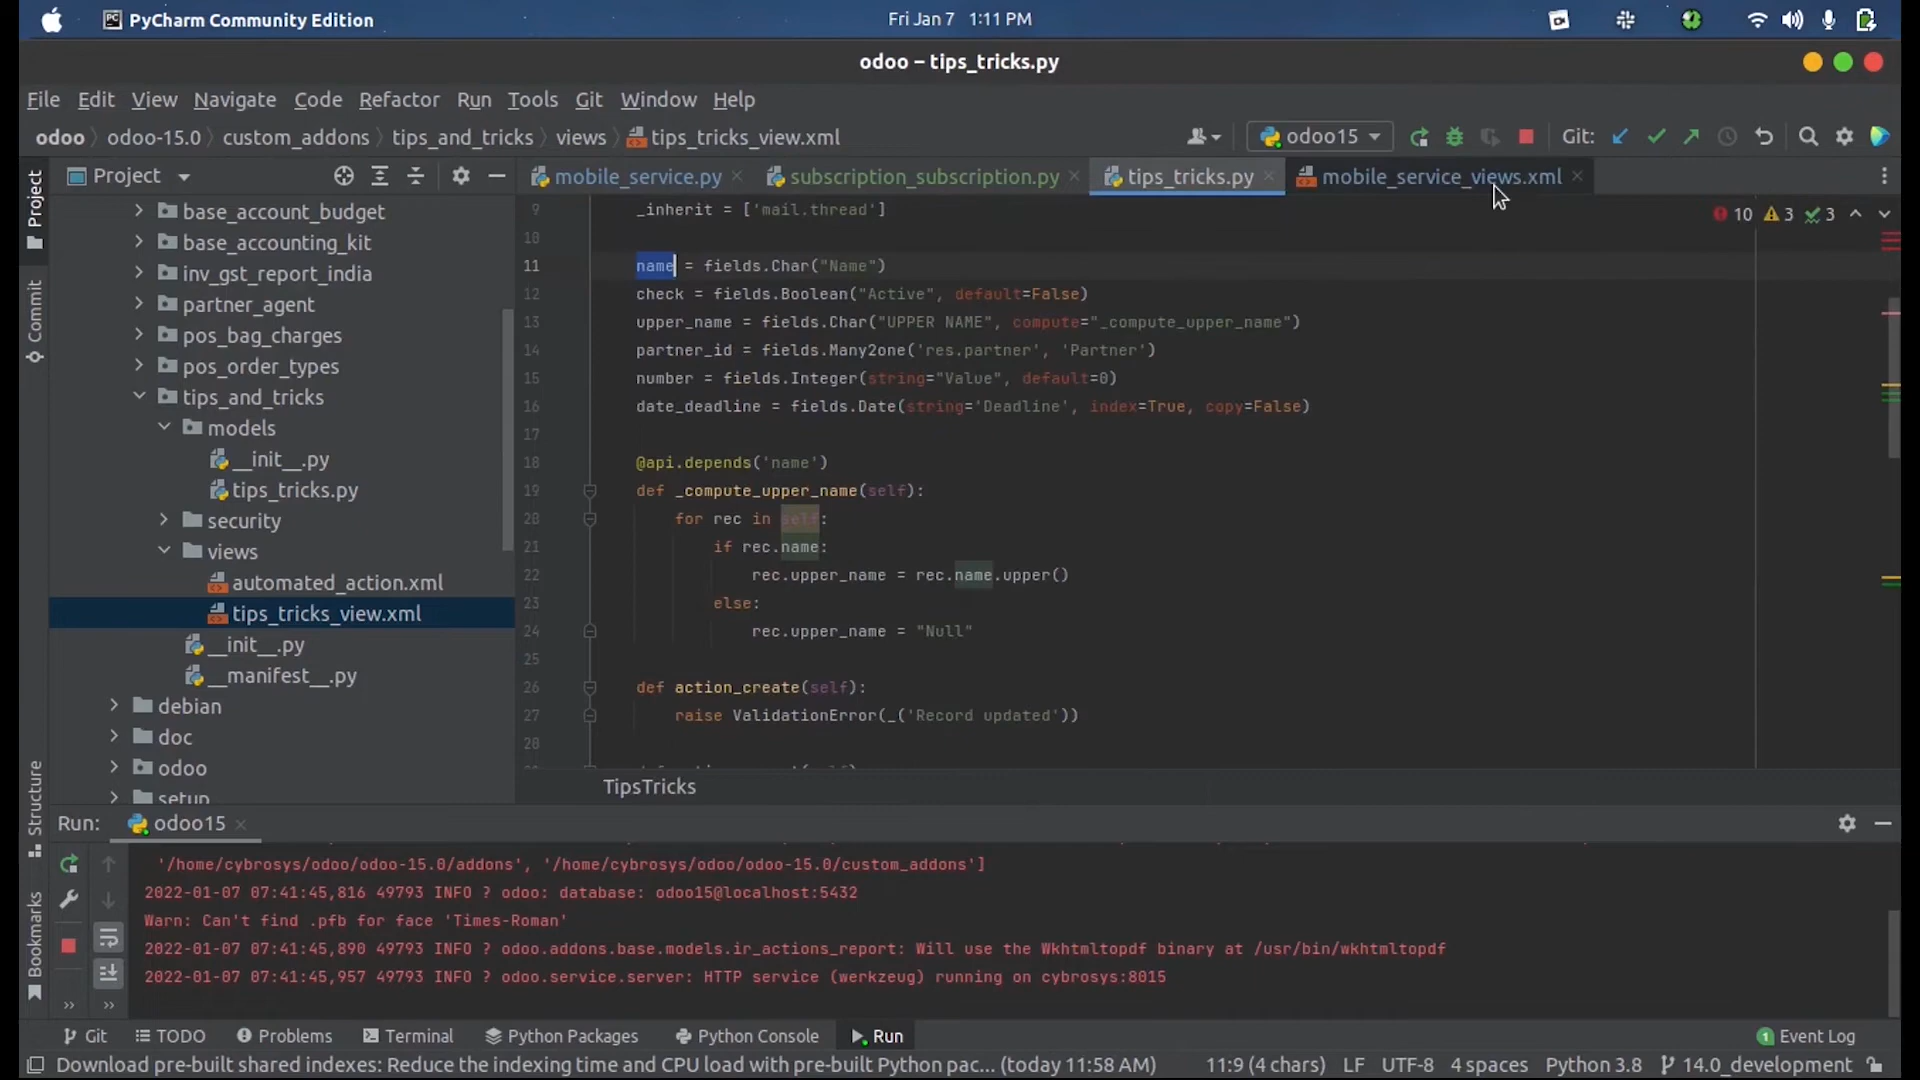 PyCharm Community Edition
Fri Jan 7 1:11 PM
odoo – tips_tricks.py
File Edit View Navigate Code Refactor Run Tools Git Window Help
odoo odoo-15.0 custom_addons tips_and_tricks views tips_tricks_view.xml odoo15 Git:
Project mobile_service.py subscription_subscription.py tips_tricks.py mobile_service_views.xml
Project
Commit
Structure
Bookmarks
base_account_budget
base_accounting_kit
inv_gst_report_india
partner_agent
pos_bag_charges
pos_order_types
tips_and_tricks
models
__init__.py
tips_tricks.py
security
views
automated_action.xml
tips_tricks_view.xml
__init__.py
__manifest__.py
debian
doc
odoo
setup
10 3 3
9 _inherit = ['mail.thread']
10
11 name = fields.Char("Name")
12 check = fields.Boolean("Active", default=False)
13 upper_name = fields.Char("UPPER NAME", compute="_compute_upper_name")
14 partner_id = fields.Many2one('res.partner', 'Partner')
15 number = fields.Integer(string="Value", default=0)
16 date_deadline = fields.Date(string='Deadline', index=True, copy=False)
17
18 @api.depends('name')
19 def _compute_upper_name(self):
20 for rec in self:
21 if rec.name:
22 rec.upper_name = rec.name.upper()
23 else:
24 rec.upper_name = "Null"
25
26 def action_create(self):
27 raise ValidationError(_('Record updated'))
28
TipsTricks
Run: odoo15
'/home/cybrosys/odoo/odoo-15.0/addons', '/home/cybrosys/odoo/odoo-15.0/custom_addons']
2022-01-07 07:41:45,816 49793 INFO ? odoo: database: odoo15@localhost:5432
Warn: Can't find .pfb for face 'Times-Roman'
2022-01-07 07:41:45,890 49793 INFO ? odoo.addons.base.models.ir_actions_report: Will use the Wkhtmltopdf binary at /usr/bin/wkhtmltopdf
2022-01-07 07:41:45,957 49793 INFO ? odoo.service.server: HTTP service (werkzeug) running on cybrosys:8015
Git TODO Problems Terminal Python Packages Python Console Run 1 Event Log
Download pre-built shared indexes: Reduce the indexing time and CPU load with pre-built Python pac... (today 11:58 AM) 11:9 (4 chars) LF UTF-8 4 spaces Python 3.8 14.0_development